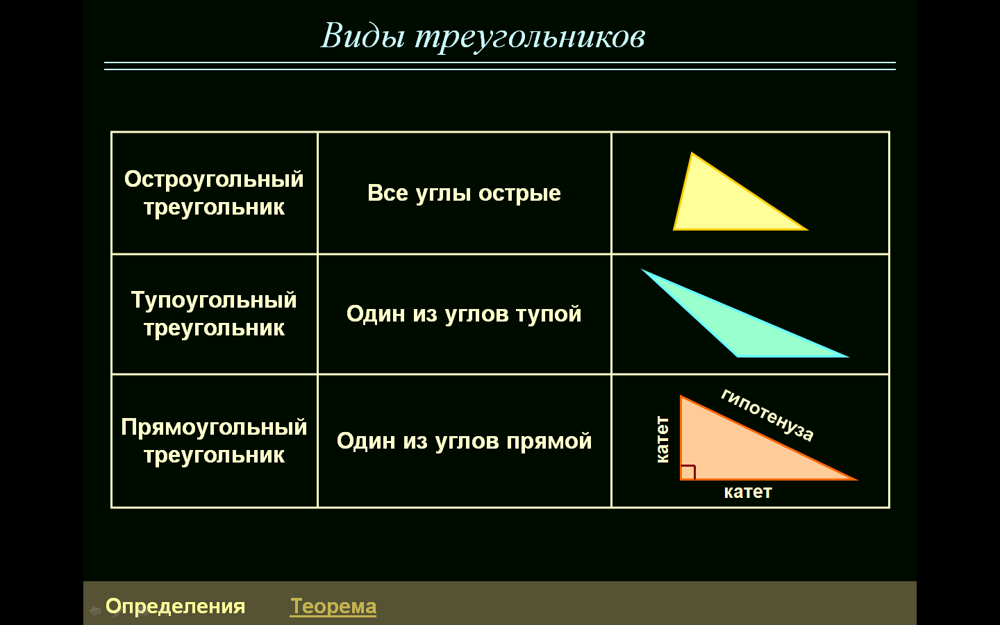 Виды треугольников
Остроугольный
треугольник
Все углы острые
Тупоугольный
треугольник
Один из углов тупой
Прямоугольный
треугольник
Один из углов прямой
гипотенуза
катет
катет
Определения
Теорема